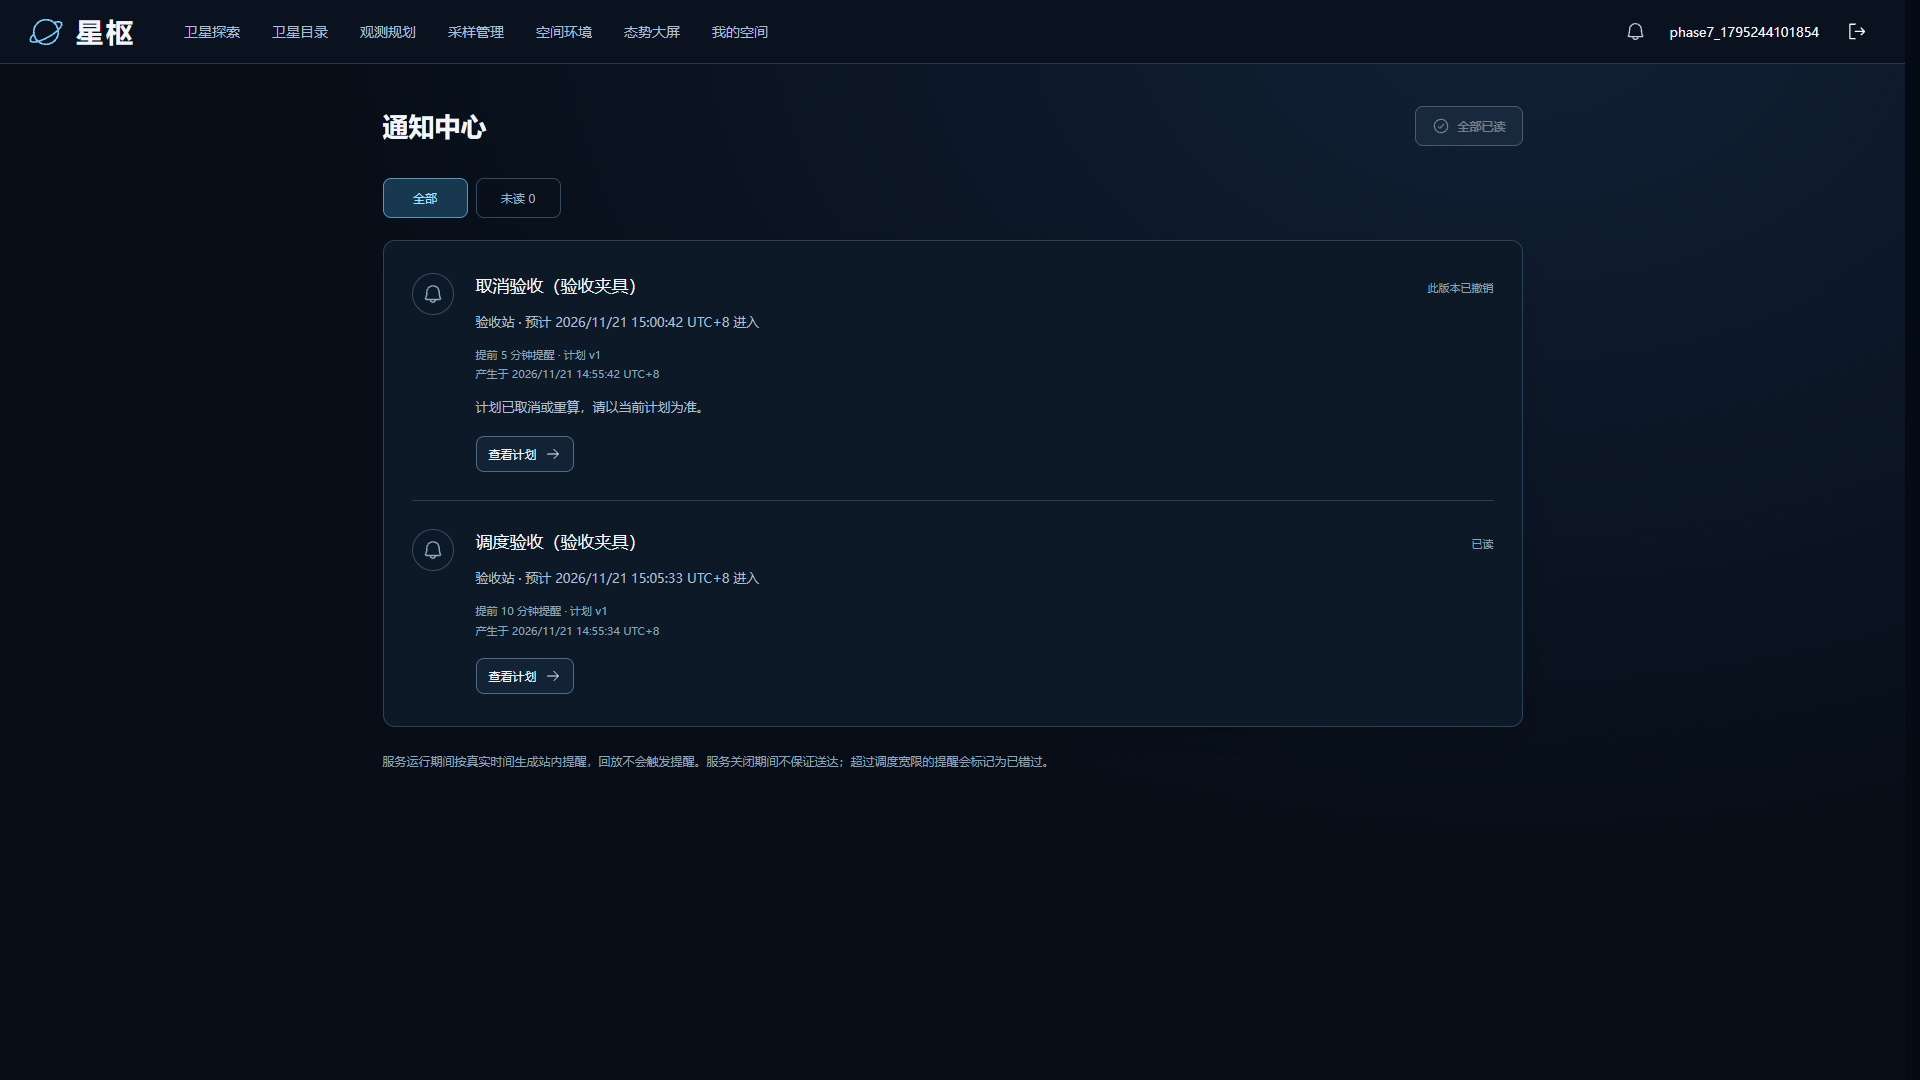 星枢
卫星探索 卫星目录 观测规划 采样管理 空间环境 态势大屏 我的空间
phase7_1795244101854
通知中心
全部已读
全部
未读 0
取消验收（验收夹具）
此版本已撤销
验收站 · 预计 2026/11/21 15:00:42 UTC+8 进入
提前 5 分钟提醒 · 计划 v1
产生于 2026/11/21 14:55:42 UTC+8
计划已取消或重算，请以当前计划为准。
查看计划
调度验收（验收夹具）
已读
验收站 · 预计 2026/11/21 15:05:33 UTC+8 进入
提前 10 分钟提醒 · 计划 v1
产生于 2026/11/21 14:55:34 UTC+8
查看计划
服务运行期间按真实时间生成站内提醒，回放不会触发提醒。服务关闭期间不保证送达；超过调度宽限的提醒会标记为已错过。